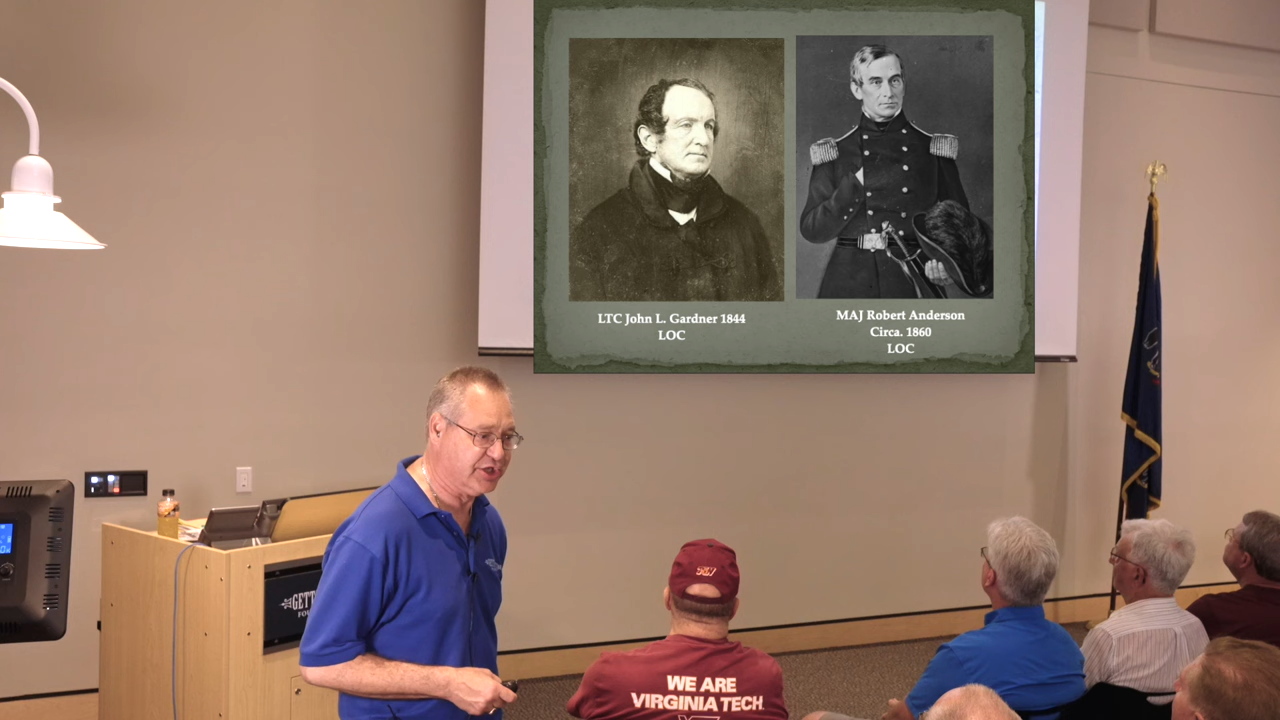 LTC John L. Gardner 1844
LOC
MAJ Robert Anderson
Circa. 1860
LOC
WE ARE
VIRGINIA TECH